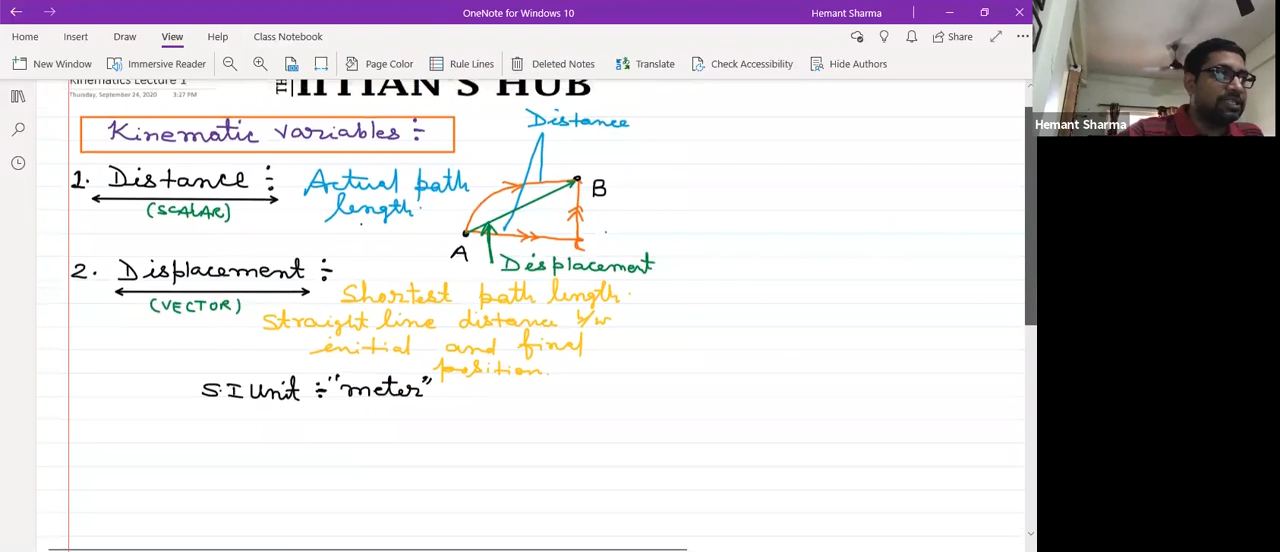 OneNote for Windows 10
Hemant Sharma
Home Insert Draw View Help Class Notebook Share
New Window Immersive Reader Page Color Rule Lines Deleted Notes Translate Check Accessibility Hide Authors
Kinematics Lecture 1
Thursday, September 24, 2020 3:27 PM
THE IITIAN'S HUB
Hemant Sharma
Kinematic variables :-
Distance
1. Distance :- Actual path
length.
(SCALAR)
B
A
C
2. Displacement :-
Displacement
(VECTOR)
Shortest path length.
Straight line distance b/w
initial and final
position.
S.I Unit :- "meter"